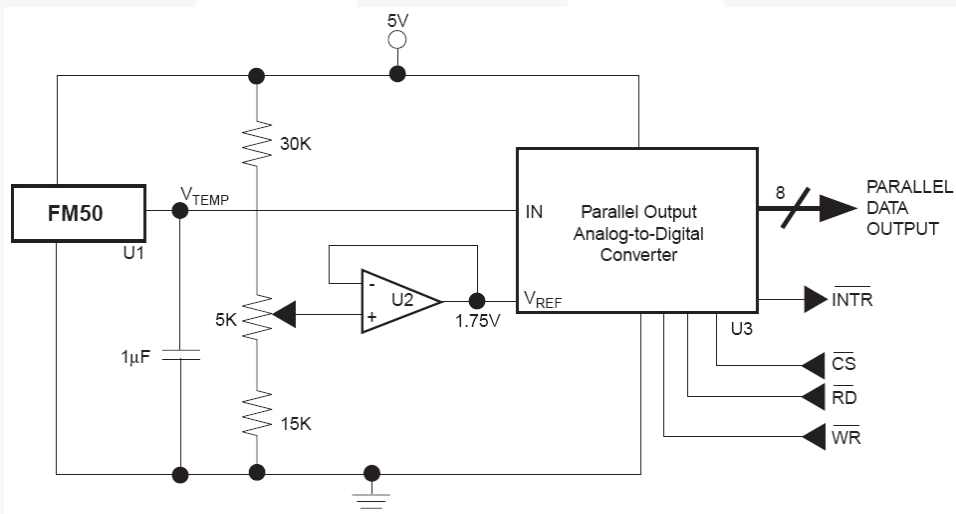 5V
30K
FM50
V_TEMP
U1
IN
Parallel Output
Analog-to-Digital
Converter
8
PARALLEL
DATA
OUTPUT
-
U2
+
5K
V_REF
1.75V
INTR
U3
1µF
CS
RD
15K
WR